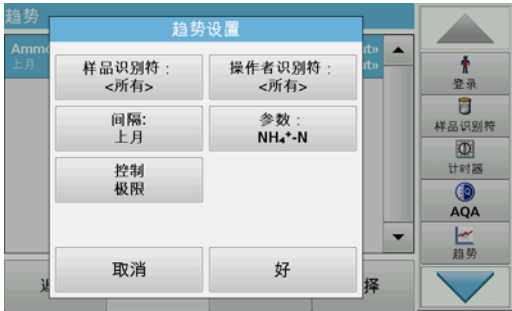 趋势
趋势设置
Ammo
上月
样品识别符：
<所有>
操作者识别符：
<所有>
间隔:
上月
参数：
NH₄⁺-N
控制
极限
取消
好
择
登录
样品识别符
计时器
AQA
趋势